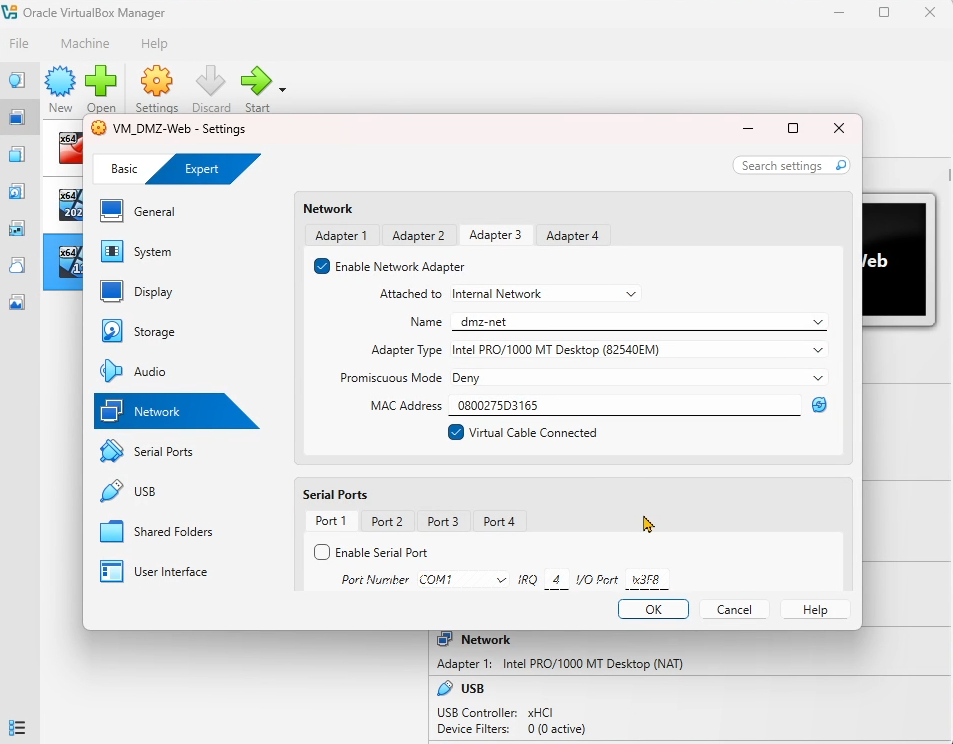 Oracle VirtualBox Manager
File Machine Help
New Open Settings Discard Start
VM_DMZ-Web - Settings
Basic Expert
Search settings
x64
x64
202
x64
General
System
Display
Storage
Audio
Network
Serial Ports
USB
Shared Folders
User Interface
Network
Adapter 1 Adapter 2 Adapter 3 Adapter 4
Enable Network Adapter
Attached to Internal Network
Name dmz-net
Adapter Type Intel PRO/1000 MT Desktop (82540EM)
Promiscuous Mode Deny
MAC Address 0800275D3165
Virtual Cable Connected
Serial Ports
Port 1 Port 2 Port 3 Port 4
Enable Serial Port
Port Number COM1 IRQ 4 I/O Port
OK Cancel Help
Network
Adapter 1: Intel PRO/1000 MT Desktop (NAT)
USB
USB Controller: xHCI
Device Filters: 0 (0 active)